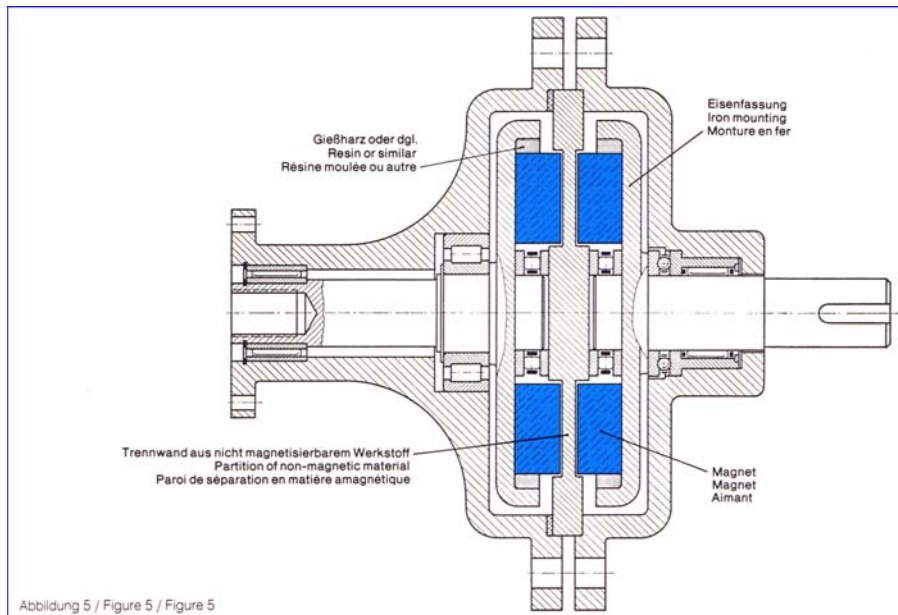 Gießharz oder dgl.
Resin or similar
Résine moulée ou autre
Eisenfassung
Iron mounting
Monture en fer
Trennwand aus nicht magnetisierbarem Werkstoff
Partition of non-magnetic material
Paroi de séparation en matière amagnétique
Magnet
Magnet
Aimant
Abbildung 5 / Figure 5 / Figure 5